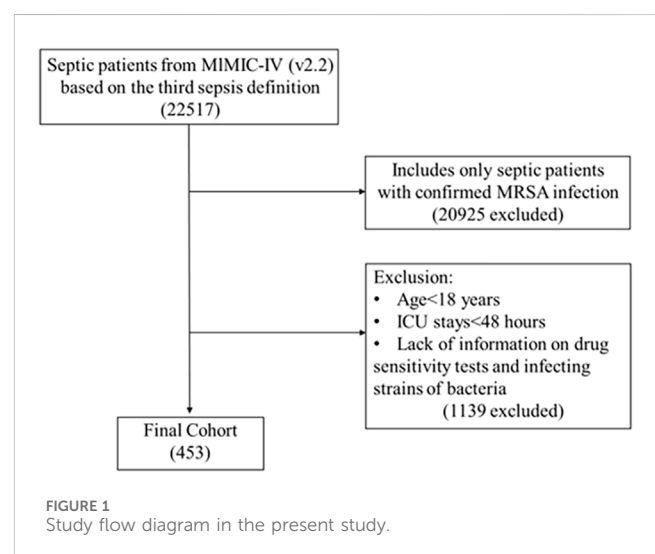 Septic patients from MIMIC-IV (v2.2)
based on the third sepsis definition
(22517)
Includes only septic patients
with confirmed MRSA infection
(20925 excluded)
Exclusion:
• Age<18 years
• ICU stays<48 hours
• Lack of information on drug
sensitivity tests and infecting
strains of bacteria
(1139 excluded)
Final Cohort
(453)
FIGURE 1
Study flow diagram in the present study.